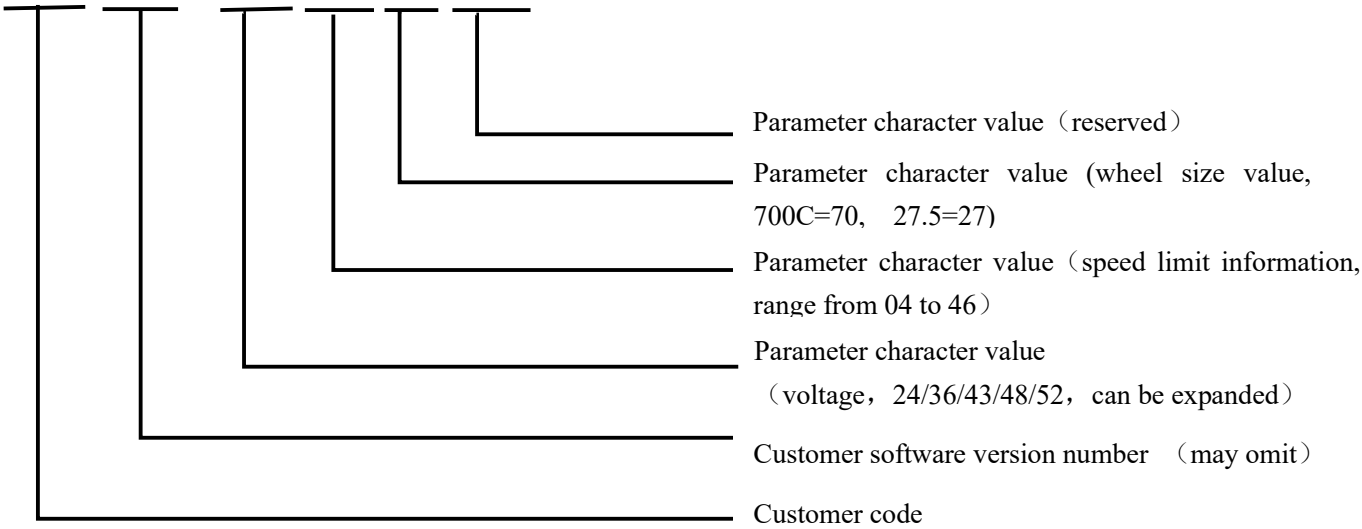 Parameter character value（reserved）
Parameter character value (wheel size value,
700C=70,  27.5=27)
Parameter character value（speed limit information,
range from 04 to 46）
Parameter character value
（voltage，24/36/43/48/52，can be expanded）
Customer software version number （may omit）
Customer code